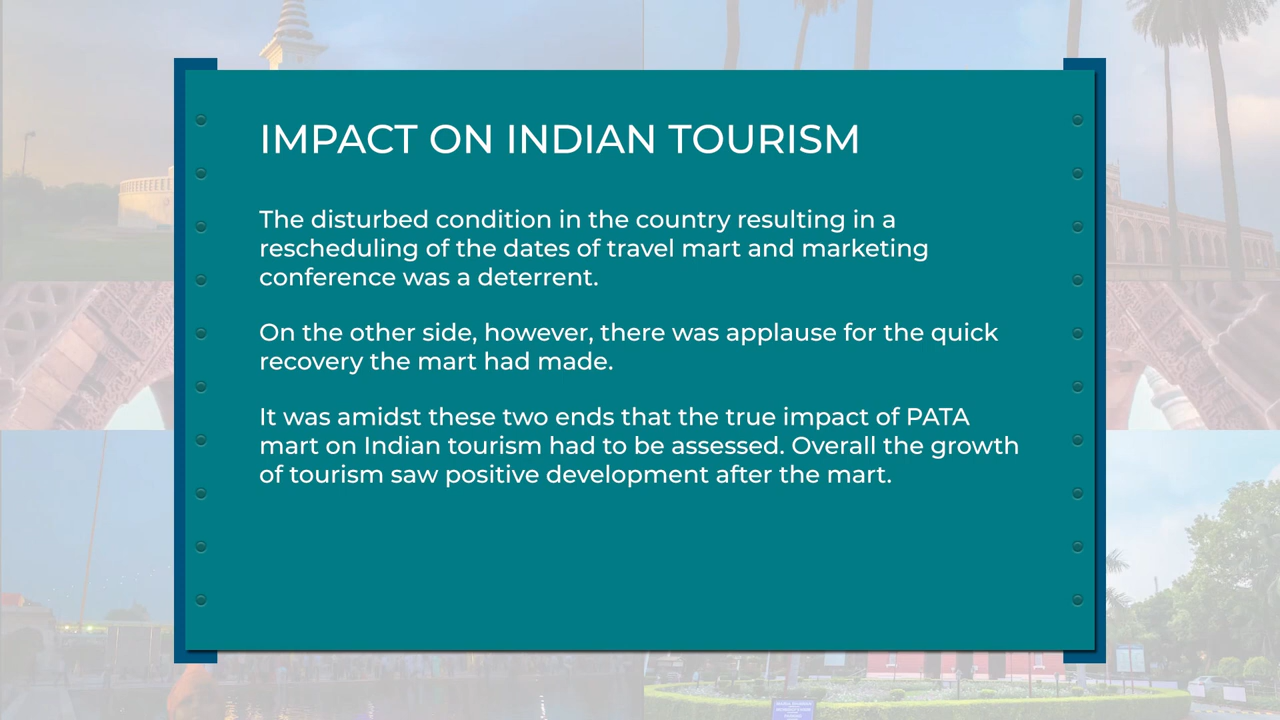 IMPACT ON INDIAN TOURISM
The disturbed condition in the country resulting in a
rescheduling of the dates of travel mart and marketing
conference was a deterrent.
On the other side, however, there was applause for the quick
recovery the mart had made.
It was amidst these two ends that the true impact of PATA
mart on Indian tourism had to be assessed. Overall the growth
of tourism saw positive development after the mart.